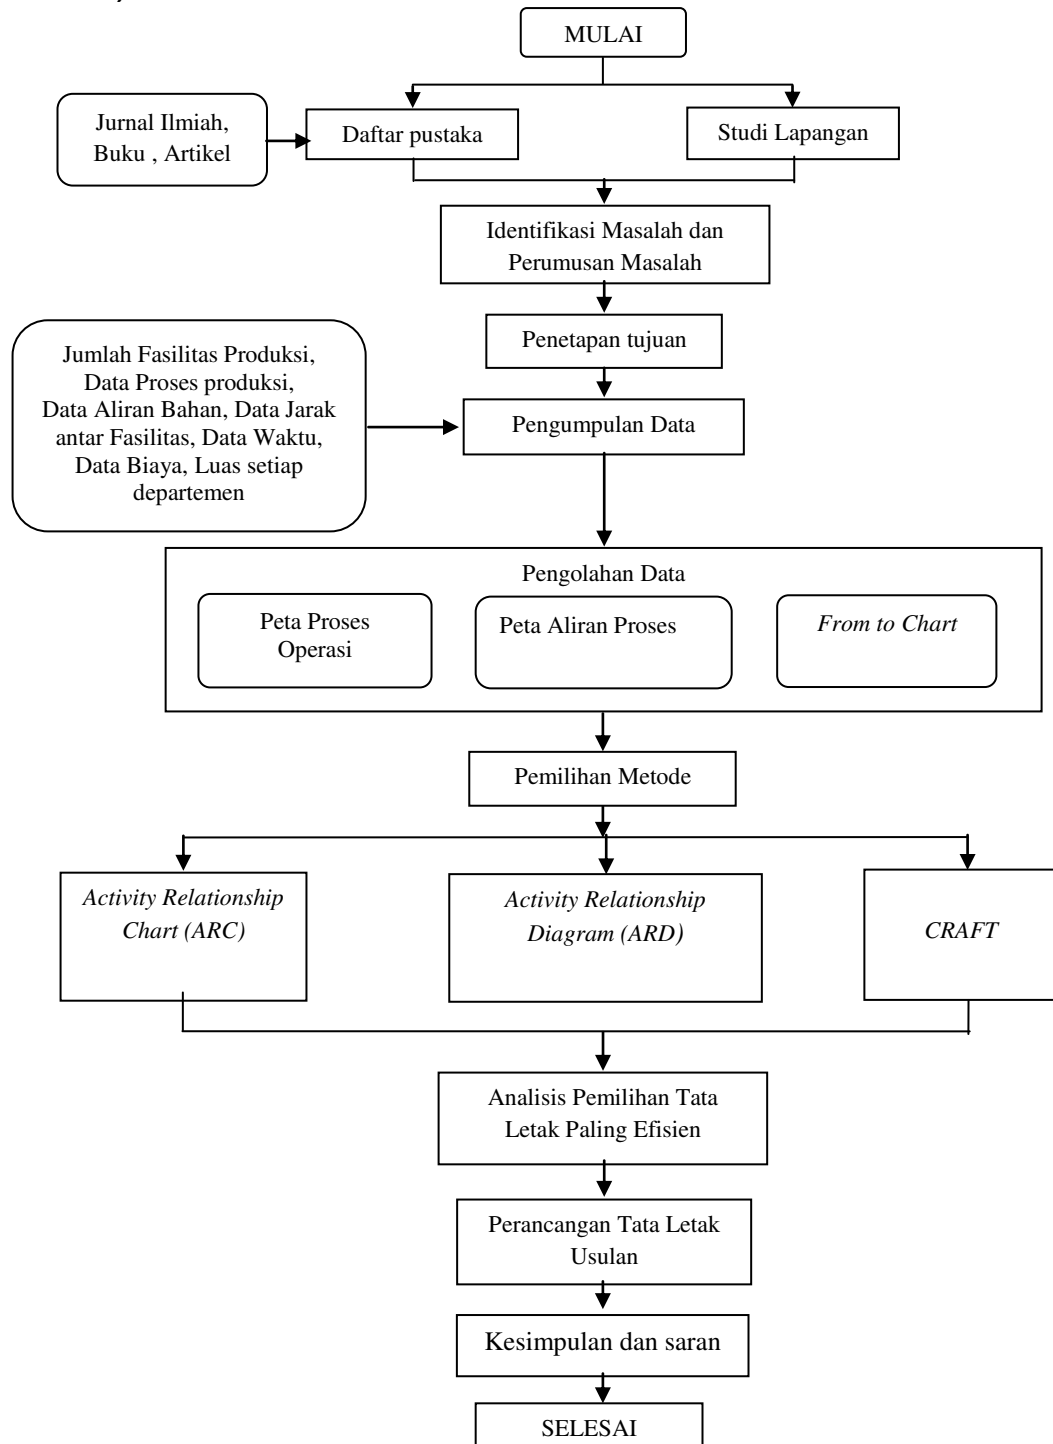 MULAI
Jurnal Ilmiah,
Buku , Artikel
Daftar pustaka
Studi Lapangan
Identifikasi Masalah dan
Perumusan Masalah
Penetapan tujuan
Jumlah Fasilitas Produksi,
Data Proses produksi,
Data Aliran Bahan, Data Jarak
antar Fasilitas, Data Waktu,
Data Biaya, Luas setiap
departemen
Pengumpulan Data
Pengolahan Data
Peta Proses
Operasi
Peta Aliran Proses
From to Chart
Pemilihan Metode
Activity Relationship
Chart (ARC)
Activity Relationship
Diagram (ARD)
CRAFT
Analisis Pemilihan Tata
Letak Paling Efisien
Perancangan Tata Letak
Usulan
Kesimpulan dan saran
SELESAI